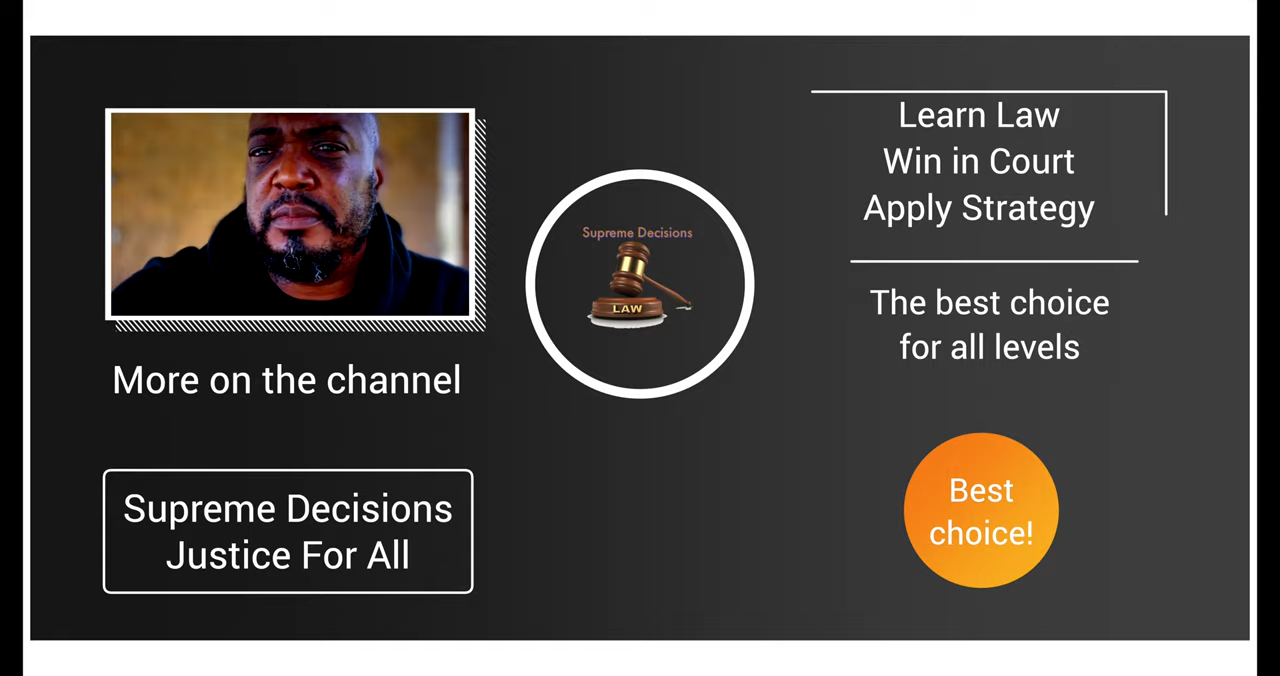 More on the channel
Supreme Decisions
Justice For All
Supreme Decisions
LAW
Learn Law
Win in Court
Apply Strategy
The best choice
for all levels
Best
choice!